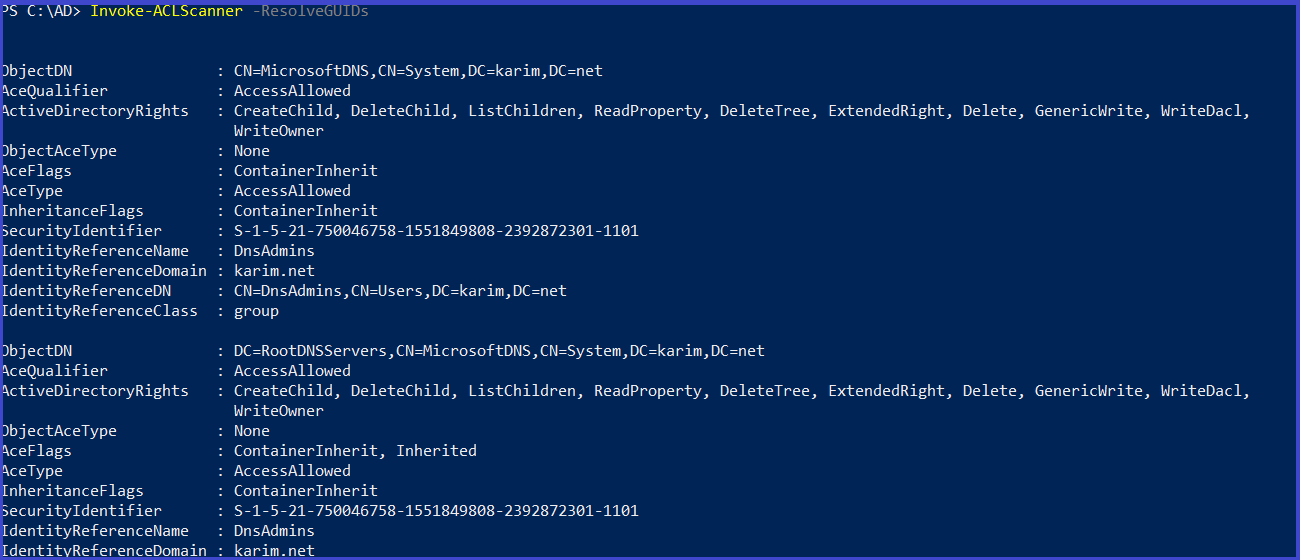 PS C:\AD> Invoke-ACLScanner -ResolveGUIDs
ObjectDN : CN=MicrosoftDNS,CN=System,DC=karim,DC=net
AceQualifier : AccessAllowed
ActiveDirectoryRights : CreateChild, DeleteChild, ListChildren, ReadProperty, DeleteTree, ExtendedRight, Delete, GenericWrite, WriteDacl,
WriteOwner
ObjectAceType : None
AceFlags : ContainerInherit
AceType : AccessAllowed
InheritanceFlags : ContainerInherit
SecurityIdentifier : S-1-5-21-750046758-1551849808-2392872301-1101
IdentityReferenceName : DnsAdmins
IdentityReferenceDomain : karim.net
IdentityReferenceDN : CN=DnsAdmins,CN=Users,DC=karim,DC=net
IdentityReferenceClass : group
ObjectDN : DC=RootDNSServers,CN=MicrosoftDNS,CN=System,DC=karim,DC=net
AceQualifier : AccessAllowed
ActiveDirectoryRights : CreateChild, DeleteChild, ListChildren, ReadProperty, DeleteTree, ExtendedRight, Delete, GenericWrite, WriteDacl,
WriteOwner
ObjectAceType : None
AceFlags : ContainerInherit, Inherited
AceType : AccessAllowed
InheritanceFlags : ContainerInherit
SecurityIdentifier : S-1-5-21-750046758-1551849808-2392872301-1101
IdentityReferenceName : DnsAdmins
IdentityReferenceDomain : karim.net